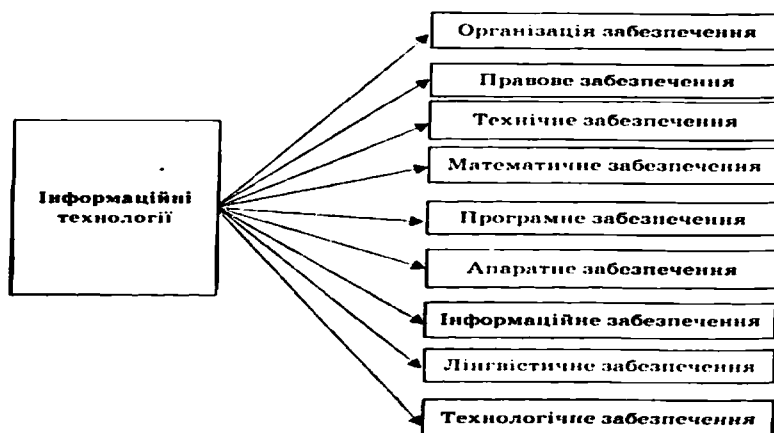 Інформаційні
технології
Організація забезпечення
Правове забезпечення
Технічне забезпечення
Математичне забезпечення
Програмне забезпечення
Апаратне забезпечення
Інформаційне забезпечення
Лінгвістичне забезпечення
Технологічне забезпечення